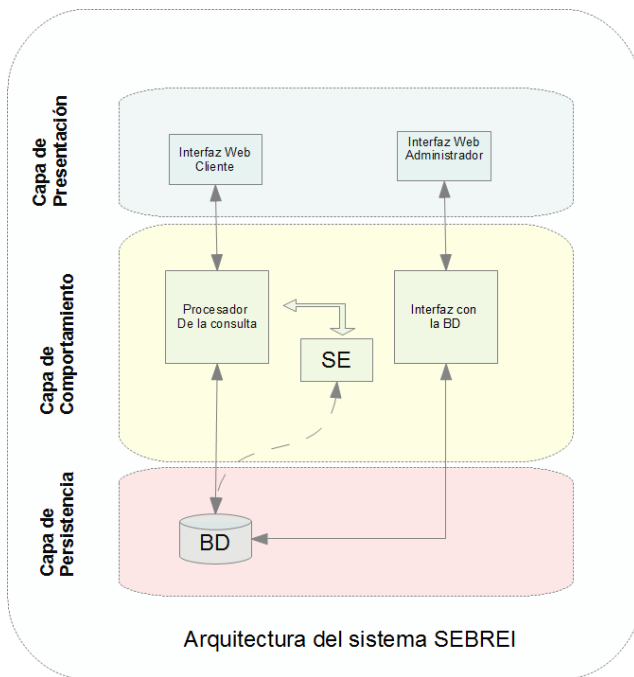 Capa de
Presentación
Interfaz Web
Cliente
Interfaz Web
Administrador
Capa de
Comportamiento
Procesador
De la consulta
SE
Interfaz con
la BD
Capa de
Persistencia
BD
Arquitectura del sistema SEBREI